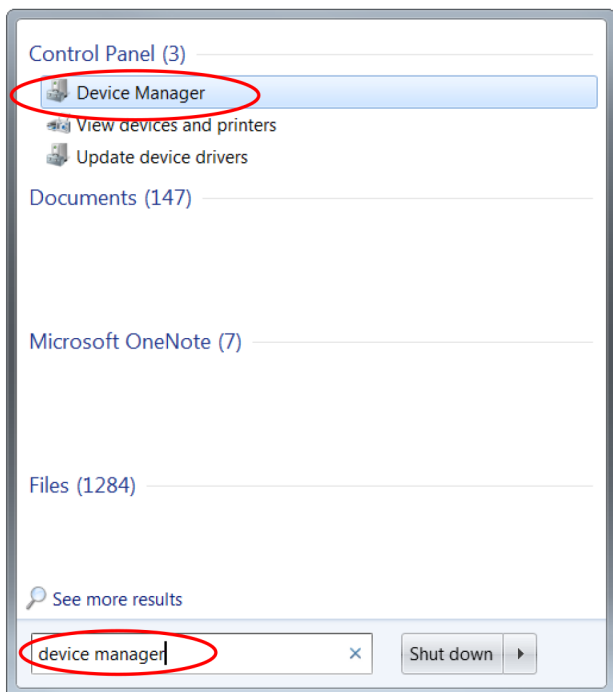 Control Panel (3)
Device Manager
View devices and printers
Update device drivers
Documents (147)
Microsoft OneNote (7)
Files (1284)
See more results
device manager
Shut down